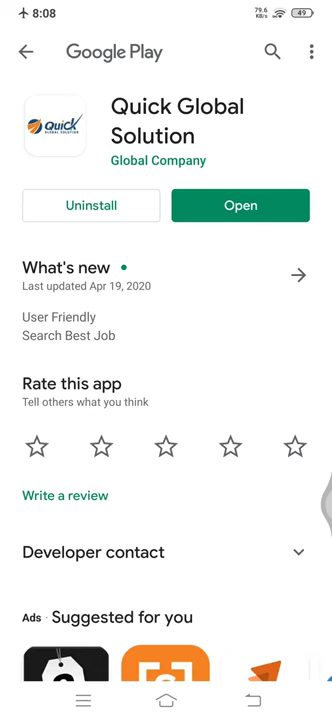 8:08
79.6
KB/s
49
Google Play
Quick
GLOBAL SOLUTION
Quick Global
Solution
Global Company
Uninstall
Open
What's new
Last updated Apr 19, 2020
User Friendly
Search Best Job
Rate this app
Tell others what you think
Write a review
Developer contact
Ads · Suggested for you